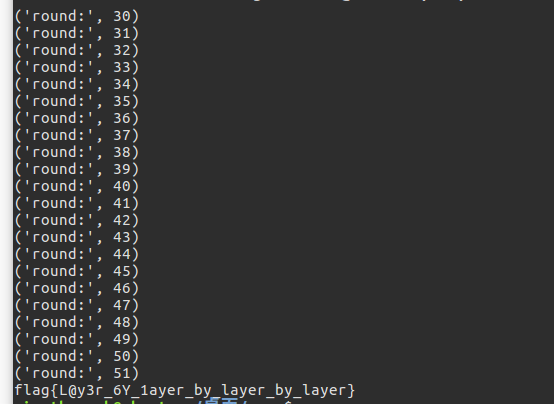 ('round:', 30)
('round:', 31)
('round:', 32)
('round:', 33)
('round:', 34)
('round:', 35)
('round:', 36)
('round:', 37)
('round:', 38)
('round:', 39)
('round:', 40)
('round:', 41)
('round:', 42)
('round:', 43)
('round:', 44)
('round:', 45)
('round:', 46)
('round:', 47)
('round:', 48)
('round:', 49)
('round:', 50)
('round:', 51)
flag{L@y3r_6Y_1ayer_by_layer_by_layer}